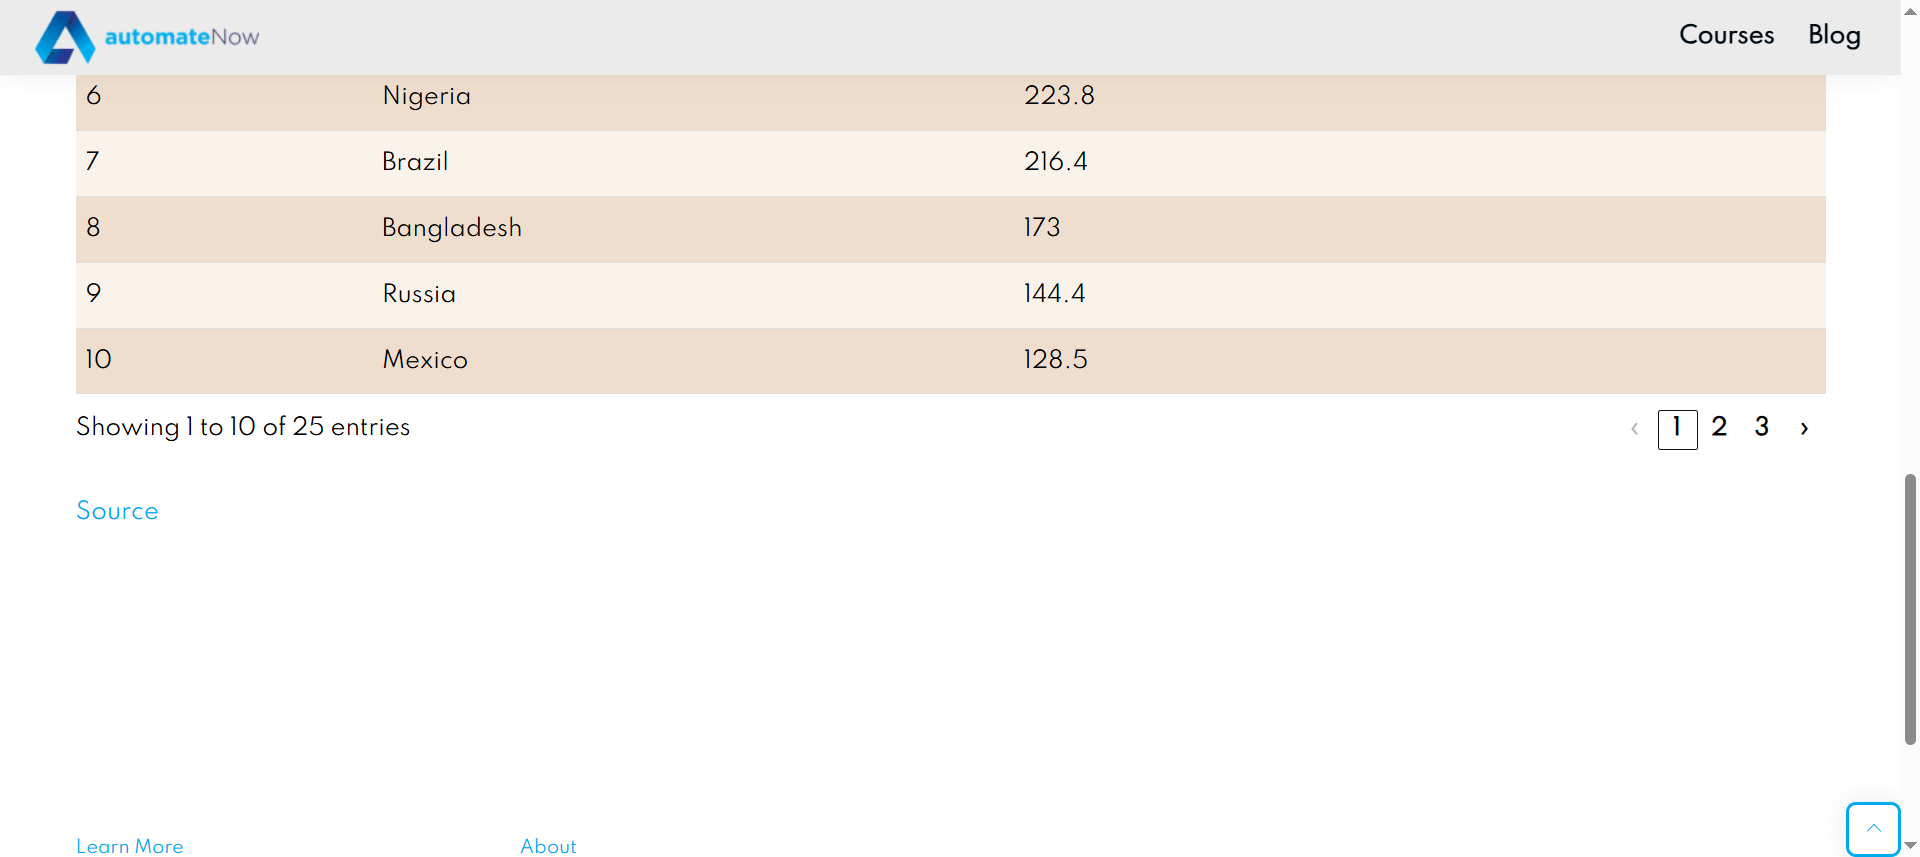 automateNow
Courses Blog
6 Nigeria 223.8
7 Brazil 216.4
8 Bangladesh 173
9 Russia 144.4
10 Mexico 128.5
Showing 1 to 10 of 25 entries ‹ 1 2 3 ›
Source
Learn More About